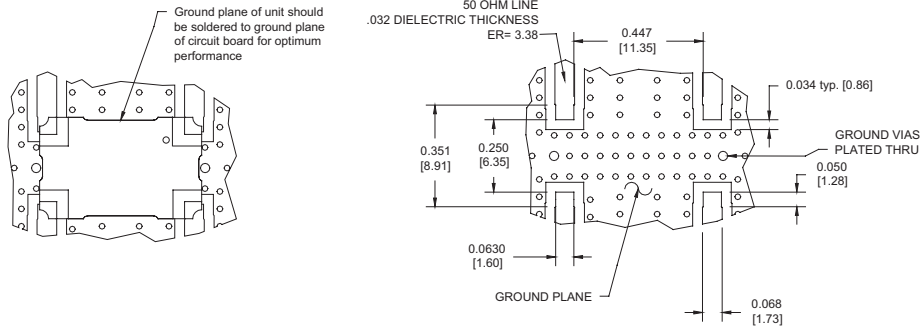 Ground plane of unit should
be soldered to ground plane
of circuit board for optimum
performance
50 OHM LINE
.032 DIELECTRIC THICKNESS
ER= 3.38
0.447
[11.35]
0.034 typ. [0.86]
GROUND VIAS
PLATED THRU
0.351
[8.91]
0.250
[6.35]
0.050
[1.28]
0.0630
[1.60]
GROUND PLANE
0.068
[1.73]